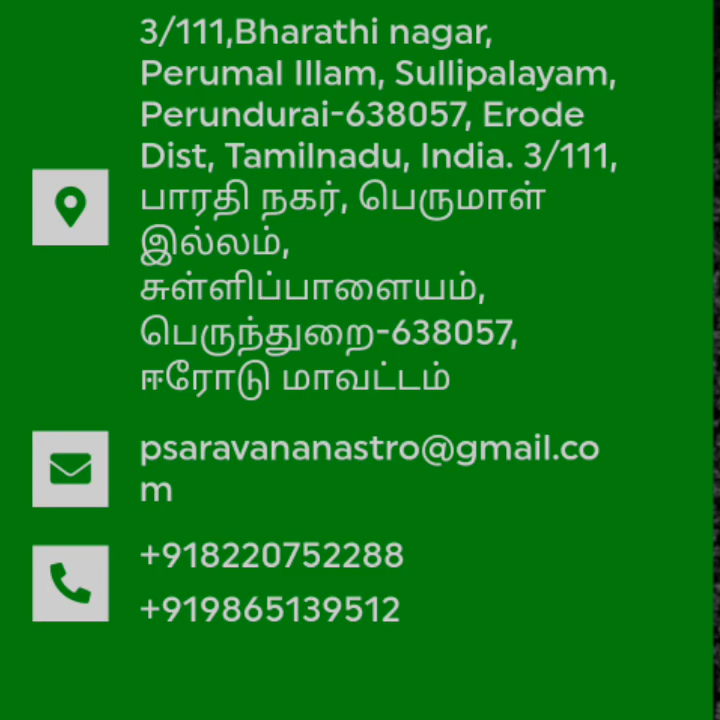 3/111,Bharathi nagar,
Perumal Illam, Sullipalayam,
Perundurai-638057, Erode
Dist, Tamilnadu, India. 3/111,
பாரதி நகர், பெருமாள்
இல்லம்,
சுள்ளிப்பாளையம்,
பெருந்துறை-638057,
ஈரோடு மாவட்டம்
psaravananastro@gmail.co
m
+918220752288
+919865139512